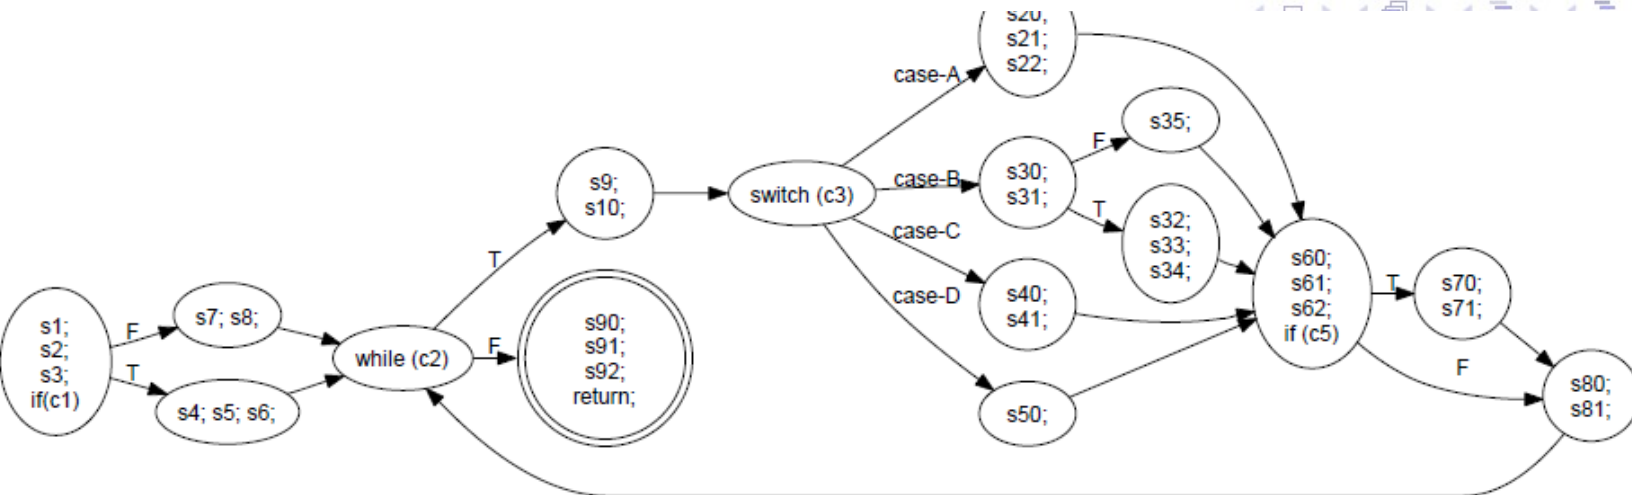 s20;
s21;
s22;
case-A
s35;
F
s30;
s31;
case-B
T
s32;
s33;
s34;
s9;
s10;
switch (c3)
case-C
s40;
s41;
case-D
s50;
T
s60;
s61;
s62;
if (c5)
T
s70;
s71;
F
s80;
s81;
s1;
s2;
s3;
if(c1)
F
s7; s8;
T
s4; s5; s6;
while (c2)
F
s90;
s91;
s92;
return;